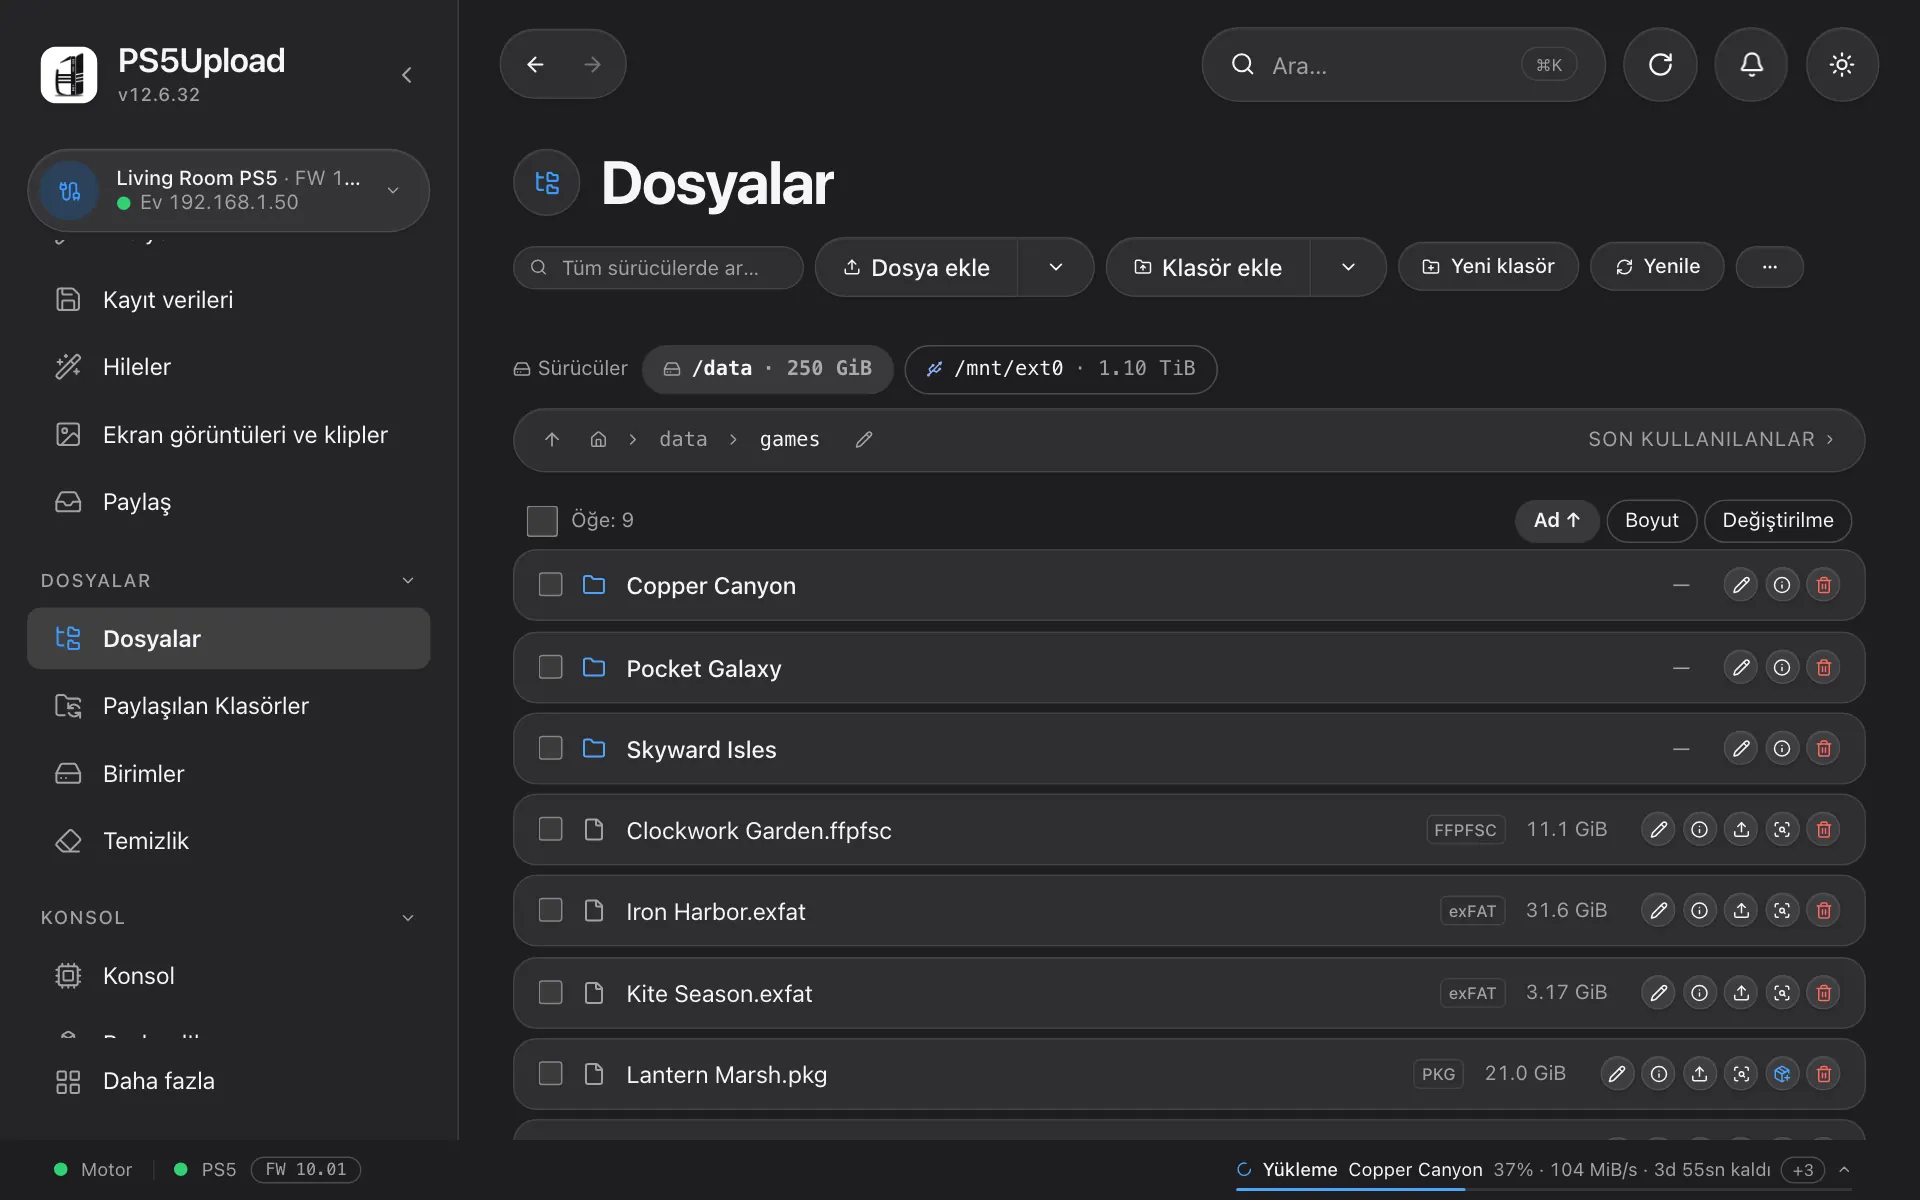 PS5Upload
v12.6.32
Living Room PS5 · FW 1...
Ev 192.168.1.50
Kayıt verileri
Hileler
Ekran görüntüleri ve klipler
Paylaş
DOSYALAR
Dosyalar
Paylaşılan Klasörler
Birimler
Temizlik
KONSOL
Konsol
Daha fazla
Ara...
⌘K
Dosyalar
Tüm sürücülerde ar...
Dosya ekle
Klasör ekle
Yeni klasör
Yenile
Sürücüler
/data · 250 GiB
/mnt/ext0 · 1.10 TiB
data > games
SON KULLANILANLAR
Öğe: 9
Ad ↑
Boyut
Değiştirilme
Copper Canyon —
Pocket Galaxy —
Skyward Isles —
Clockwork Garden.ffpfsc FFPFSC 11.1 GiB
Iron Harbor.exfat exFAT 31.6 GiB
Kite Season.exfat exFAT 3.17 GiB
Lantern Marsh.pkg PKG 21.0 GiB
Motor
PS5
FW 10.01
Yükleme Copper Canyon 37% · 104 MiB/s · 3d 55sn kaldı +3